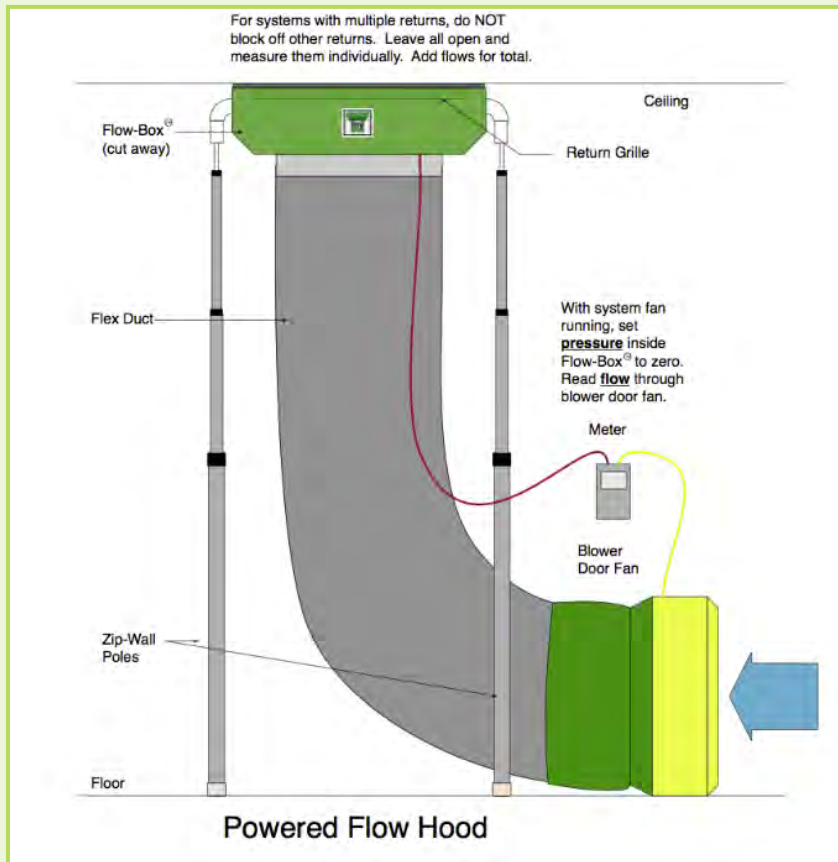 For systems with multiple returns, do NOT
block off other returns. Leave all open and
measure them individually. Add flows for total.
Ceiling
Flow-Box®
(cut away)
Return Grille
Flex Duct
With system fan
running, set
pressure inside
Flow-Box® to zero.
Read flow through
blower door fan.
Meter
Blower
Door Fan
Zip-Wall
Poles
Floor
Powered Flow Hood